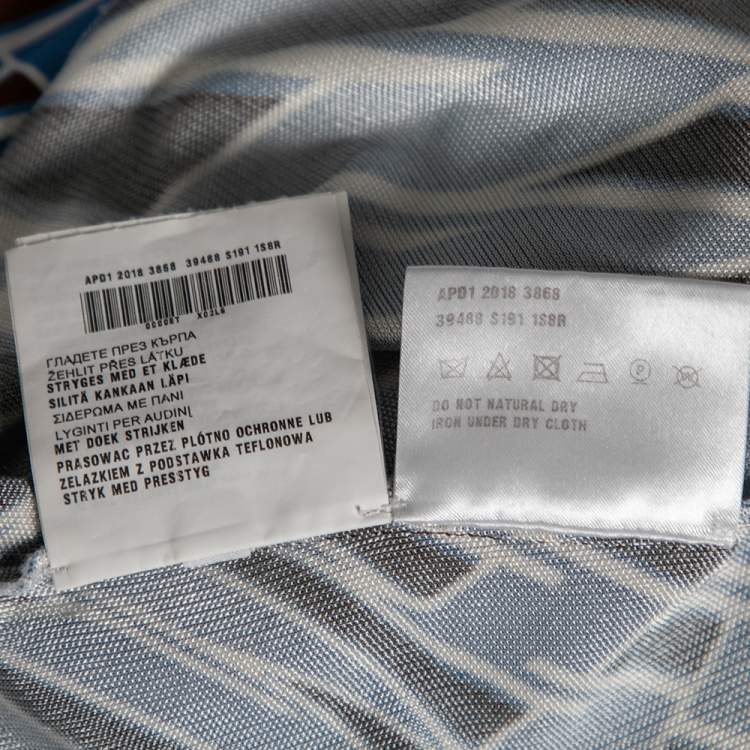 APD1 2018 3868 39488 S191 1S8R
ГЛАДЕТЕ ПРЕЗ КЪРПА
ŽEHLIT PŘES LÁTKU
STRYGES MED ET KLÆDE
SILITÄ KANKAAN LÄPI
ΣΙΔΕΡΩΜΑ ΜΕ ΠΑΝΙ
LYGINTI PER AUDINĮ
MET DOEK STRIJKEN
PRASOWAC PRZEZ PLÓTNO OCHRONNE LUB
ZELAZKIEM Z PODSTAWKA TEFLONOWA
STRYK MED PRESSTYG
APD1 2018 3868
39488 S191 1S8R
DO NOT NATURAL DRY
IRON UNDER DRY CLOTH